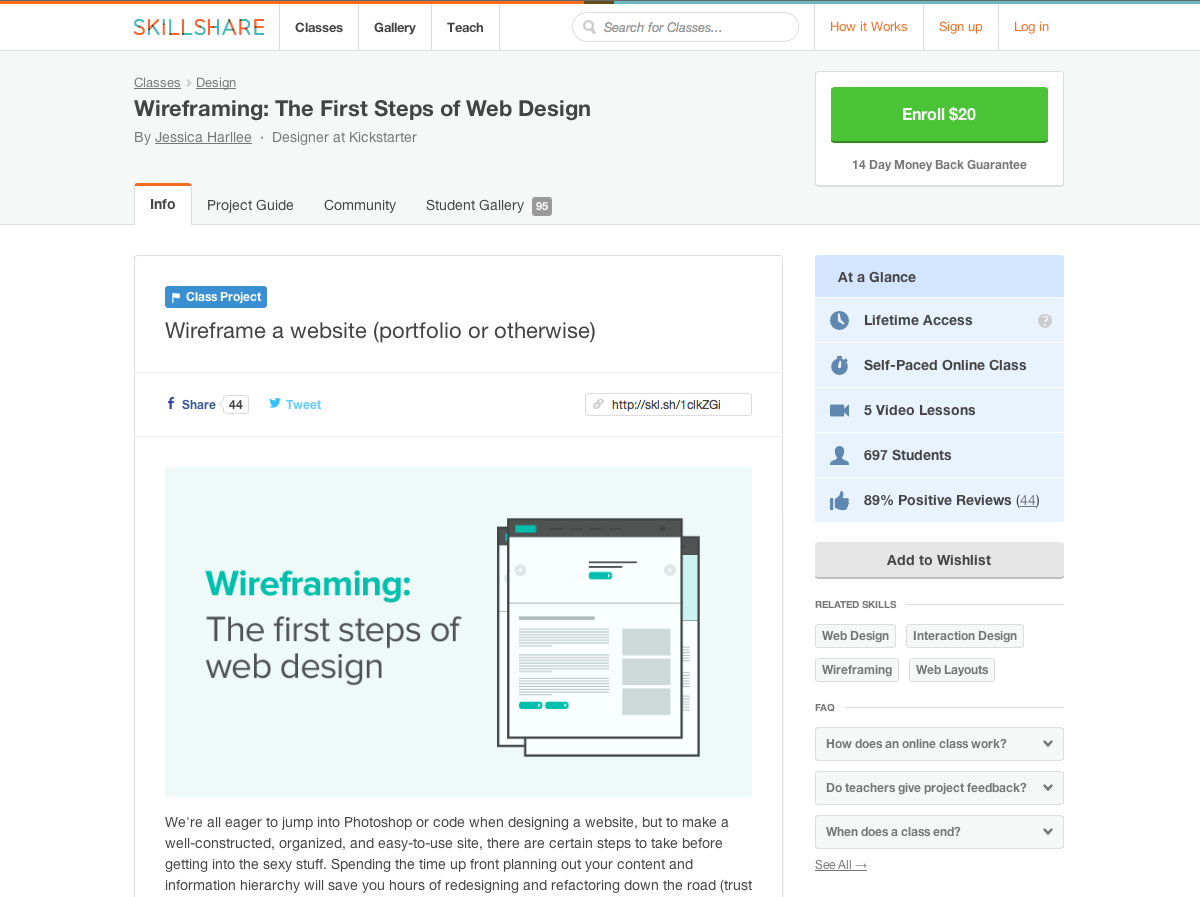 SKILLSHARE
Classes
Gallery
Teach
Search for Classes...
How it Works
Sign up
Log in
Classes > Design
Wireframing: The First Steps of Web Design
By Jessica Harllee · Designer at Kickstarter
Enroll $20
14 Day Money Back Guarantee
Info
Project Guide
Community
Student Gallery 95
Class Project
Wireframe a website (portfolio or otherwise)
f Share 44
Tweet
http://skl.sh/1clkZGi
Wireframing:
The first steps of
web design
We're all eager to jump into Photoshop or code when designing a website, but to make a
well-constructed, organized, and easy-to-use site, there are certain steps to take before
getting into the sexy stuff. Spending the time up front planning out your content and
information hierarchy will save you hours of redesigning and refactoring down the road (trust
At a Glance
Lifetime Access ?
Self-Paced Online Class
5 Video Lessons
697 Students
89% Positive Reviews (44)
Add to Wishlist
RELATED SKILLS
Web Design
Interaction Design
Wireframing
Web Layouts
FAQ
How does an online class work?
Do teachers give project feedback?
When does a class end?
See All →